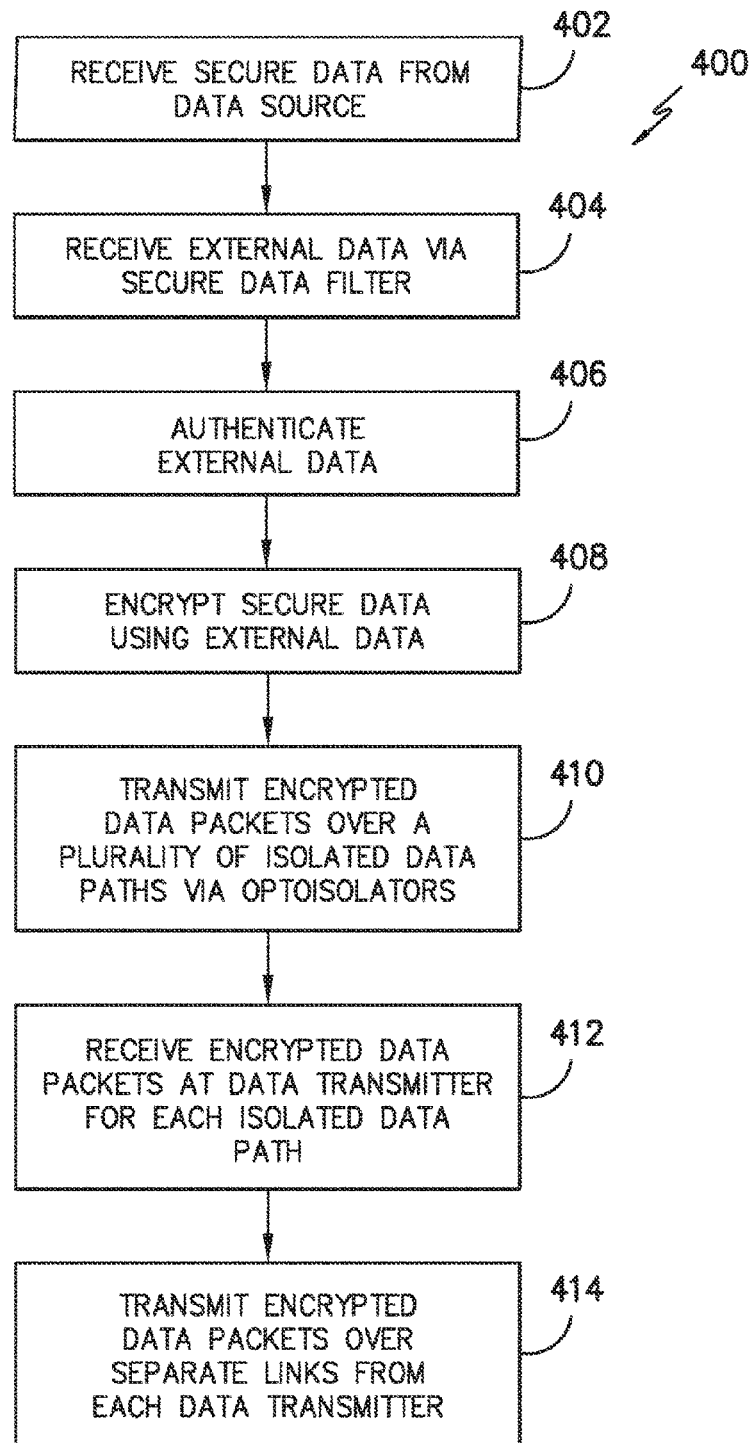 402
400
RECEIVE SECURE DATA FROM
DATA SOURCE
404
RECEIVE EXTERNAL DATA VIA
SECURE DATA FILTER
406
AUTHENTICATE
EXTERNAL DATA
408
ENCRYPT SECURE DATA
USING EXTERNAL DATA
410
TRANSMIT ENCRYPTED
DATA PACKETS OVER A
PLURALITY OF ISOLATED DATA
PATHS VIA OPTOISOLATORS
412
RECEIVE ENCRYPTED DATA
PACKETS AT DATA TRANSMITTER
FOR EACH ISOLATED DATA
PATH
414
TRANSMIT ENCRYPTED
DATA PACKETS OVER
SEPARATE LINKS FROM
EACH DATA TRANSMITTER